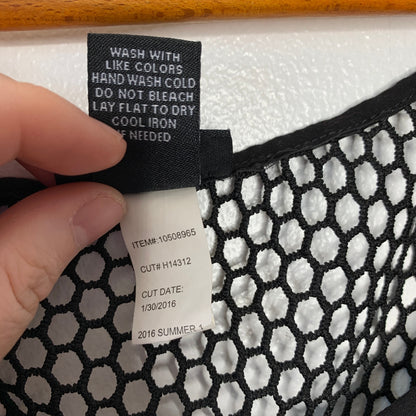 WASH WITH
LIKE COLORS
HAND WASH COLD
DO NOT BLEACH
LAY FLAT TO DRY
COOL IRON
NEEDED
ITEM#:10508965
CUT# H14312
CUT DATE:
1/30/2016
2016 SUMMER 1